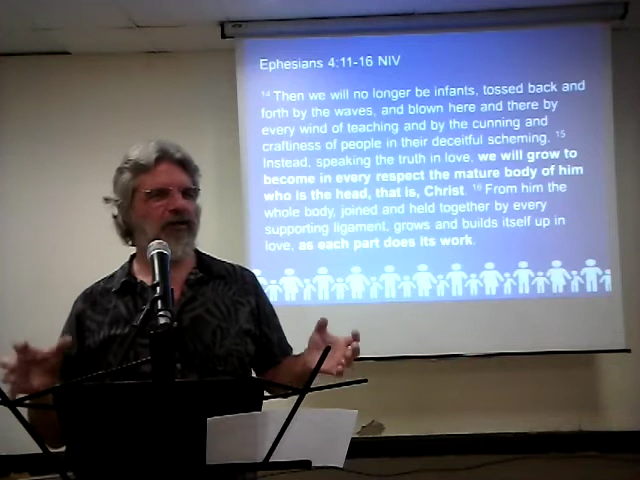 Ephesians 4:11-16 NIV
14 Then we will no longer be infants, tossed back and
forth by the waves, and blown here and there by
every wind of teaching and by the cunning and
craftiness of people in their deceitful scheming. 15
Instead, speaking the truth in love, we will grow to
become in every respect the mature body of him
who is the head, that is, Christ. 16 From him the
whole body, joined and held together by every
supporting ligament, grows and builds itself up in
love, as each part does its work.